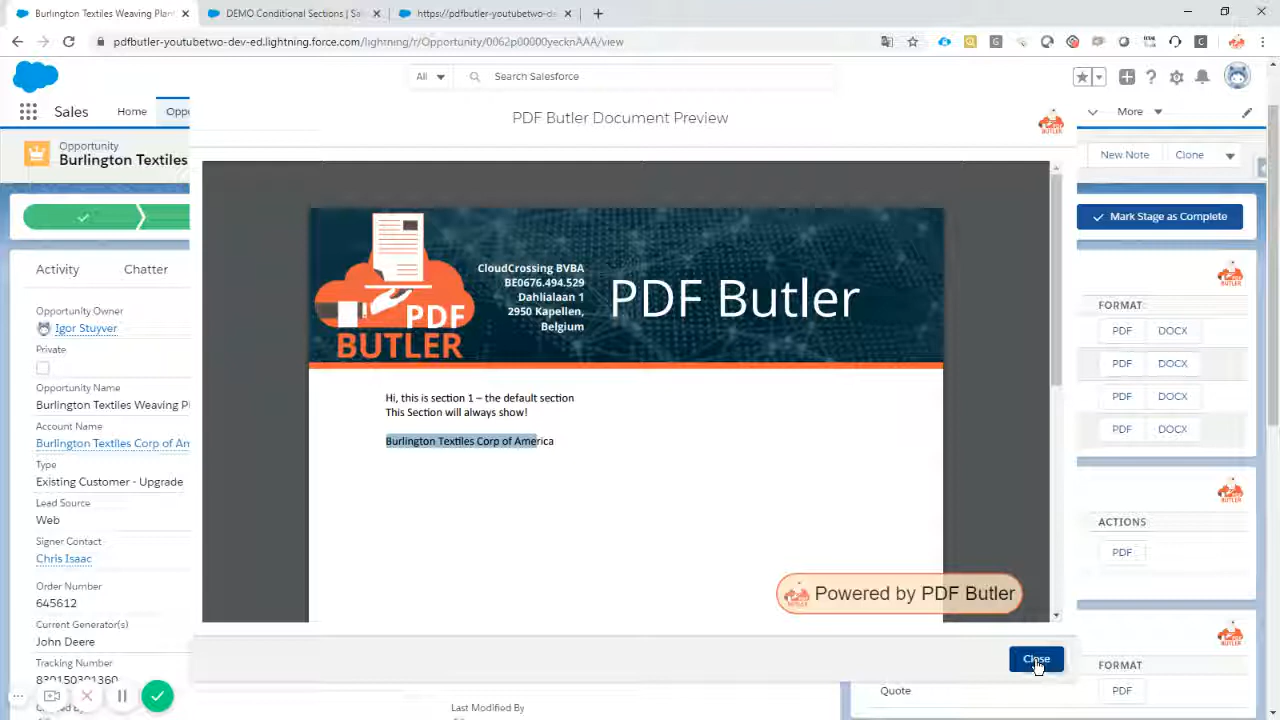 Burlington Textiles Weaving Plan
DEMO Conditional Sections | Sa
https://pdfbutler-youtubetwo-de
pdfbutler-youtubetwo-dev-ed.lightning.force.com/lightning/r/Opportunity/0062p00000yecknAAA/view
All
Search Salesforce
Sales
Home
Oppo
More
PDF Butler Document Preview
Opportunity
Burlington Textiles
New Note
Clone
Mark Stage as Complete
Activity
Chatter
Opportunity Owner
Igor Stuyver
Private
Opportunity Name
Burlington Textiles Weaving Pl
Account Name
Burlington Textiles Corp of Am
Type
Existing Customer - Upgrade
Lead Source
Web
Signer Contact
Chris Isaac
Order Number
645612
Current Generator(s)
John Deere
Tracking Number
830150301360
PDF
BUTLER
CloudCrossing BVBA
BE0676.494.529
Dahlialaan 1
2950 Kapellen,
Belgium
PDF Butler
Hi, this is section 1 – the default section
This Section will always show!
Burlington Textiles Corp of America
Powered by PDF Butler
Close
FORMAT:
PDF DOCX
PDF DOCX
PDF DOCX
PDF DOCX
ACTIONS
PDF
FORMAT
Quote
PDF
Last Modified By